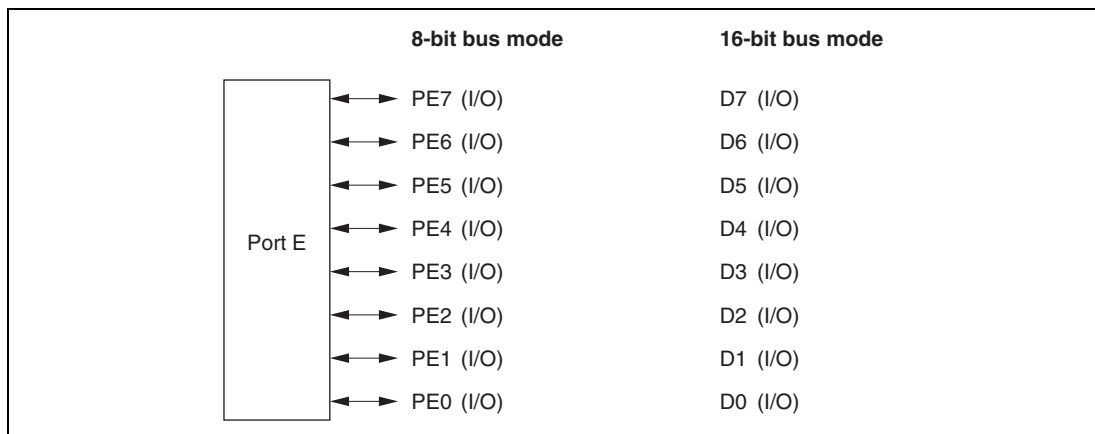 8-bit bus mode 16-bit bus mode
PE7 (I/O) D7 (I/O)
PE6 (I/O) D6 (I/O)
PE5 (I/O) D5 (I/O)
PE4 (I/O) D4 (I/O)
Port E
PE3 (I/O) D3 (I/O)
PE2 (I/O) D2 (I/O)
PE1 (I/O) D1 (I/O)
PE0 (I/O) D0 (I/O)